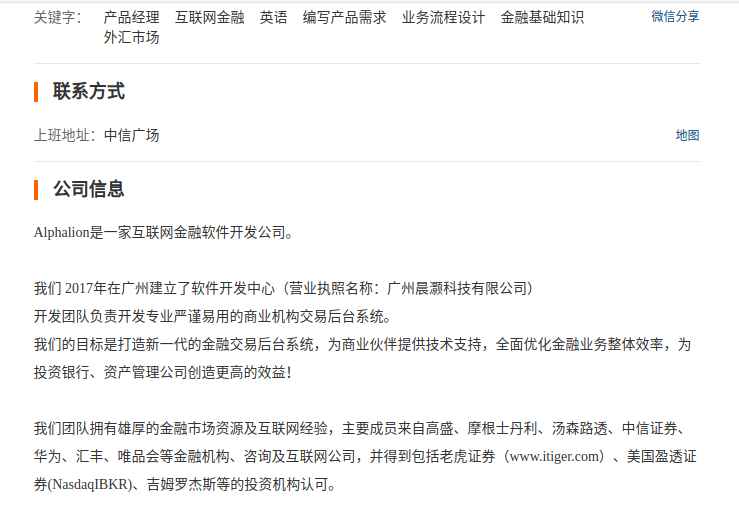 关键字： 产品经理 互联网金融 英语 编写产品需求 业务流程设计 金融基础知识 微信分享
外汇市场
联系方式
上班地址：中信广场 地图
公司信息
Alphalion是一家互联网金融软件开发公司。
我们 2017年在广州建立了软件开发中心（营业执照名称：广州晨灏科技有限公司）
开发团队负责开发专业严谨易用的商业机构交易后台系统。
我们的目标是打造新一代的金融交易后台系统，为商业伙伴提供技术支持，全面优化金融业务整体效率，为
投资银行、资产管理公司创造更高的效益！
我们团队拥有雄厚的金融市场资源及互联网经验，主要成员来自高盛、摩根士丹利、汤森路透、中信证券、
华为、汇丰、唯品会等金融机构、咨询及互联网公司，并得到包括老虎证券（www.itiger.com）、美国盈透证
券(NasdaqIBKR)、吉姆罗杰斯等的投资机构认可。